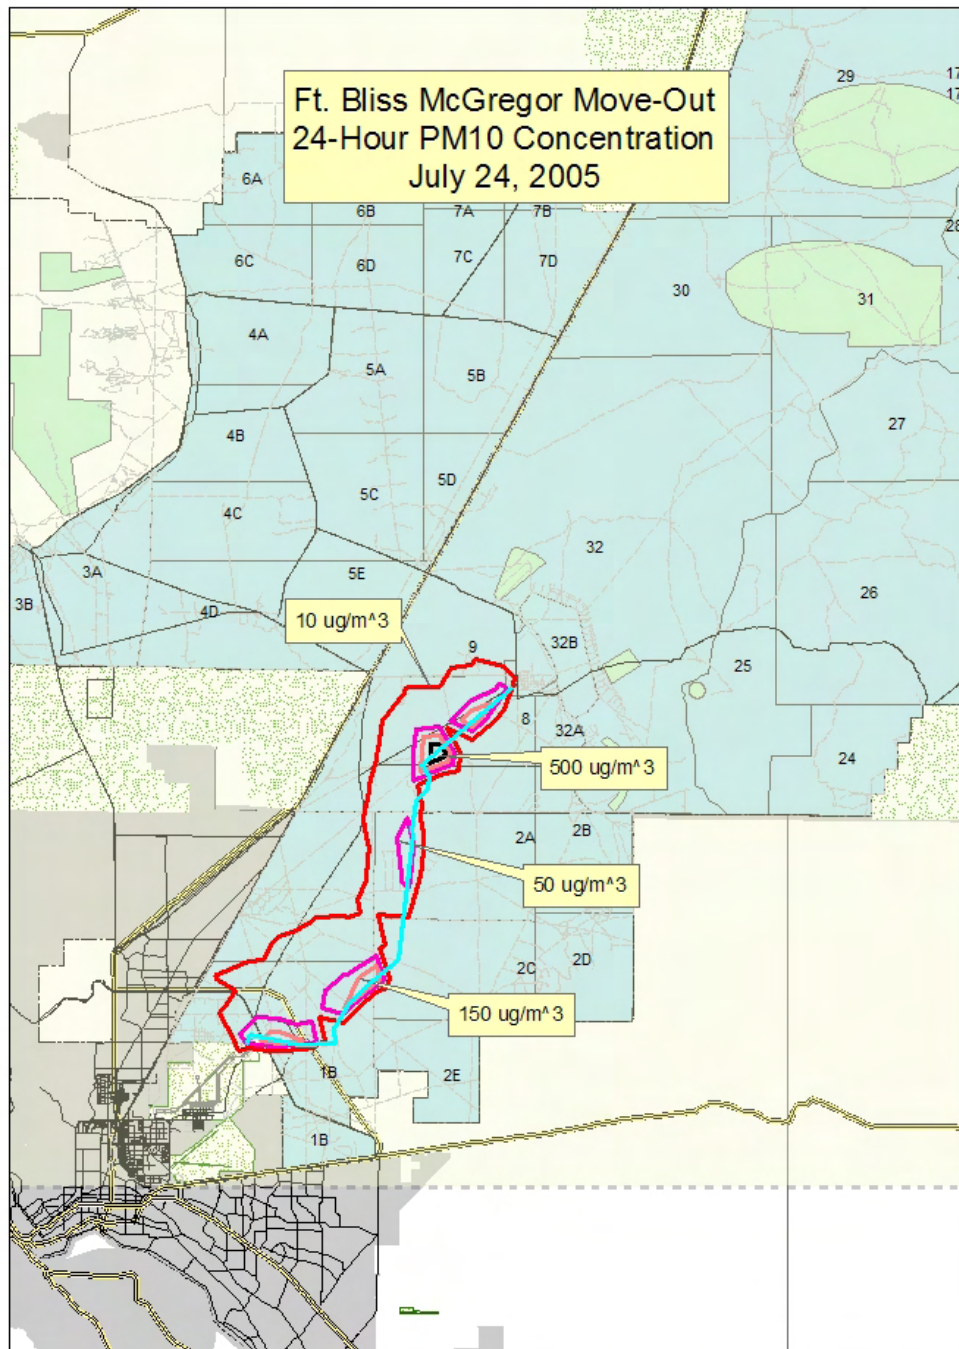 Ft. Bliss McGregor Move-Out
24-Hour PM10 Concentration
July 24, 2005
29
17
17
6A
6B
7A
7B
28
6C
6D
7C
7D
30
31
4A
5A
5B
4B
27
5C
5D
4C
32
3A
5E
26
3B
4D
10 ug/m^3
9
32B
25
8
32A
24
500 ug/m^3
2A
2B
50 ug/m^3
2C
2D
150 ug/m^3
1B
2E
1B